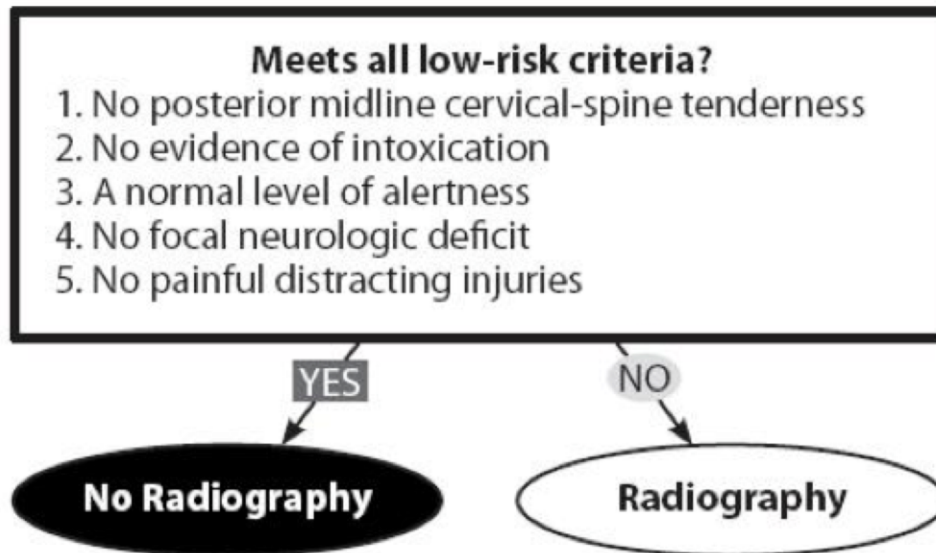 Meets all low-risk criteria?
1. No posterior midline cervical-spine tenderness
2. No evidence of intoxication
3. A normal level of alertness
4. No focal neurologic deficit
5. No painful distracting injuries
YES
NO
No Radiography
Radiography